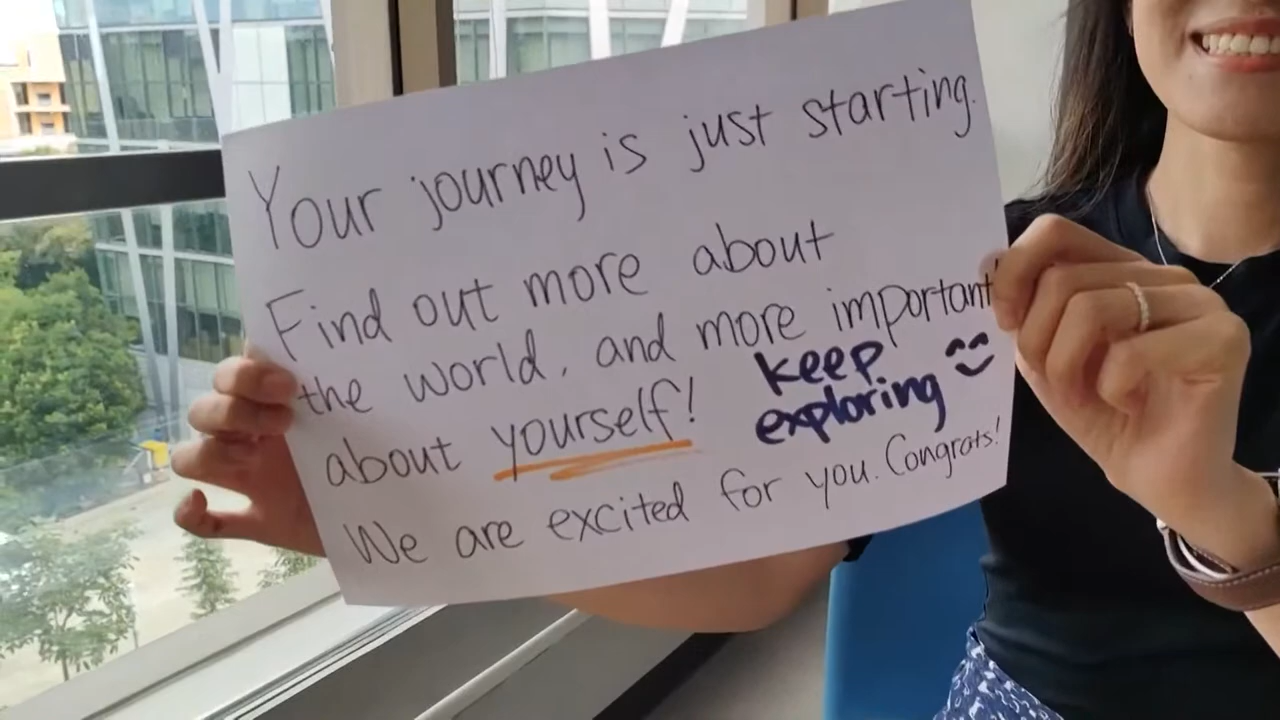 Your journey is just starting.
Find out more about
the world, and more important
about yourself!
keep
exploring
We are excited for you. Congrats!